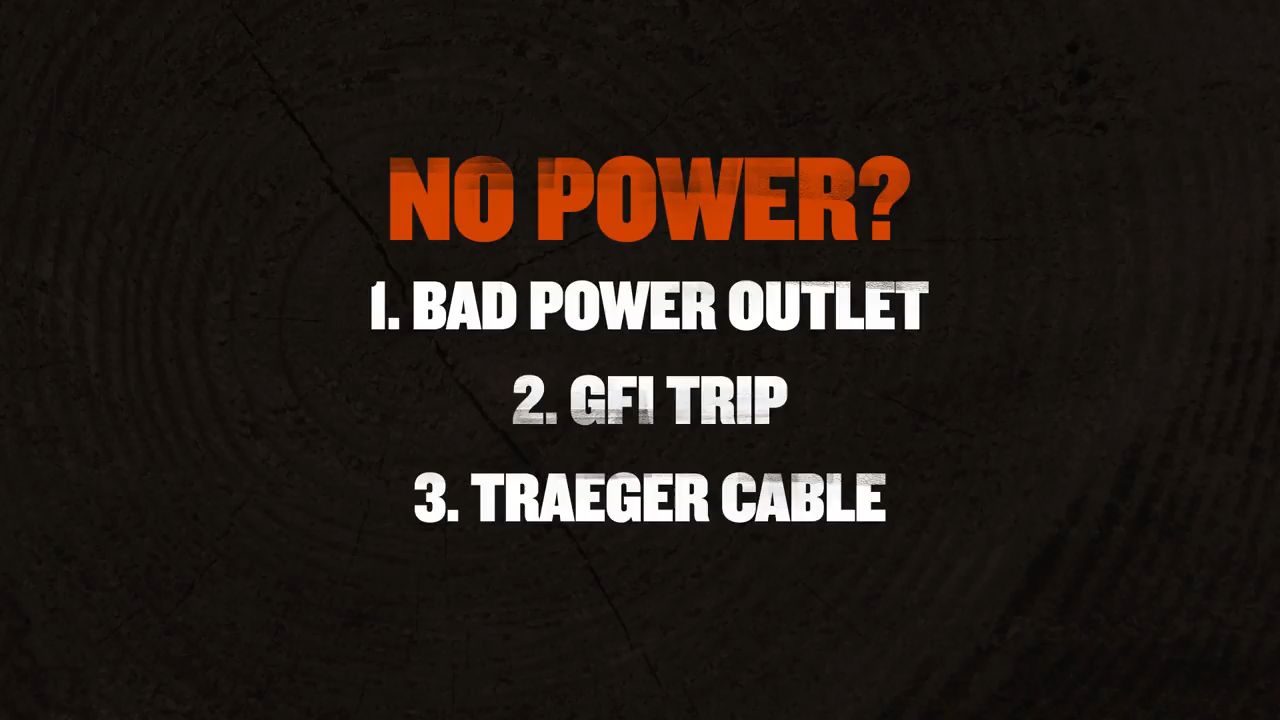 NO POWER?
1. BAD POWER OUTLET
2. GFI TRIP
3. TRAEGER CABLE